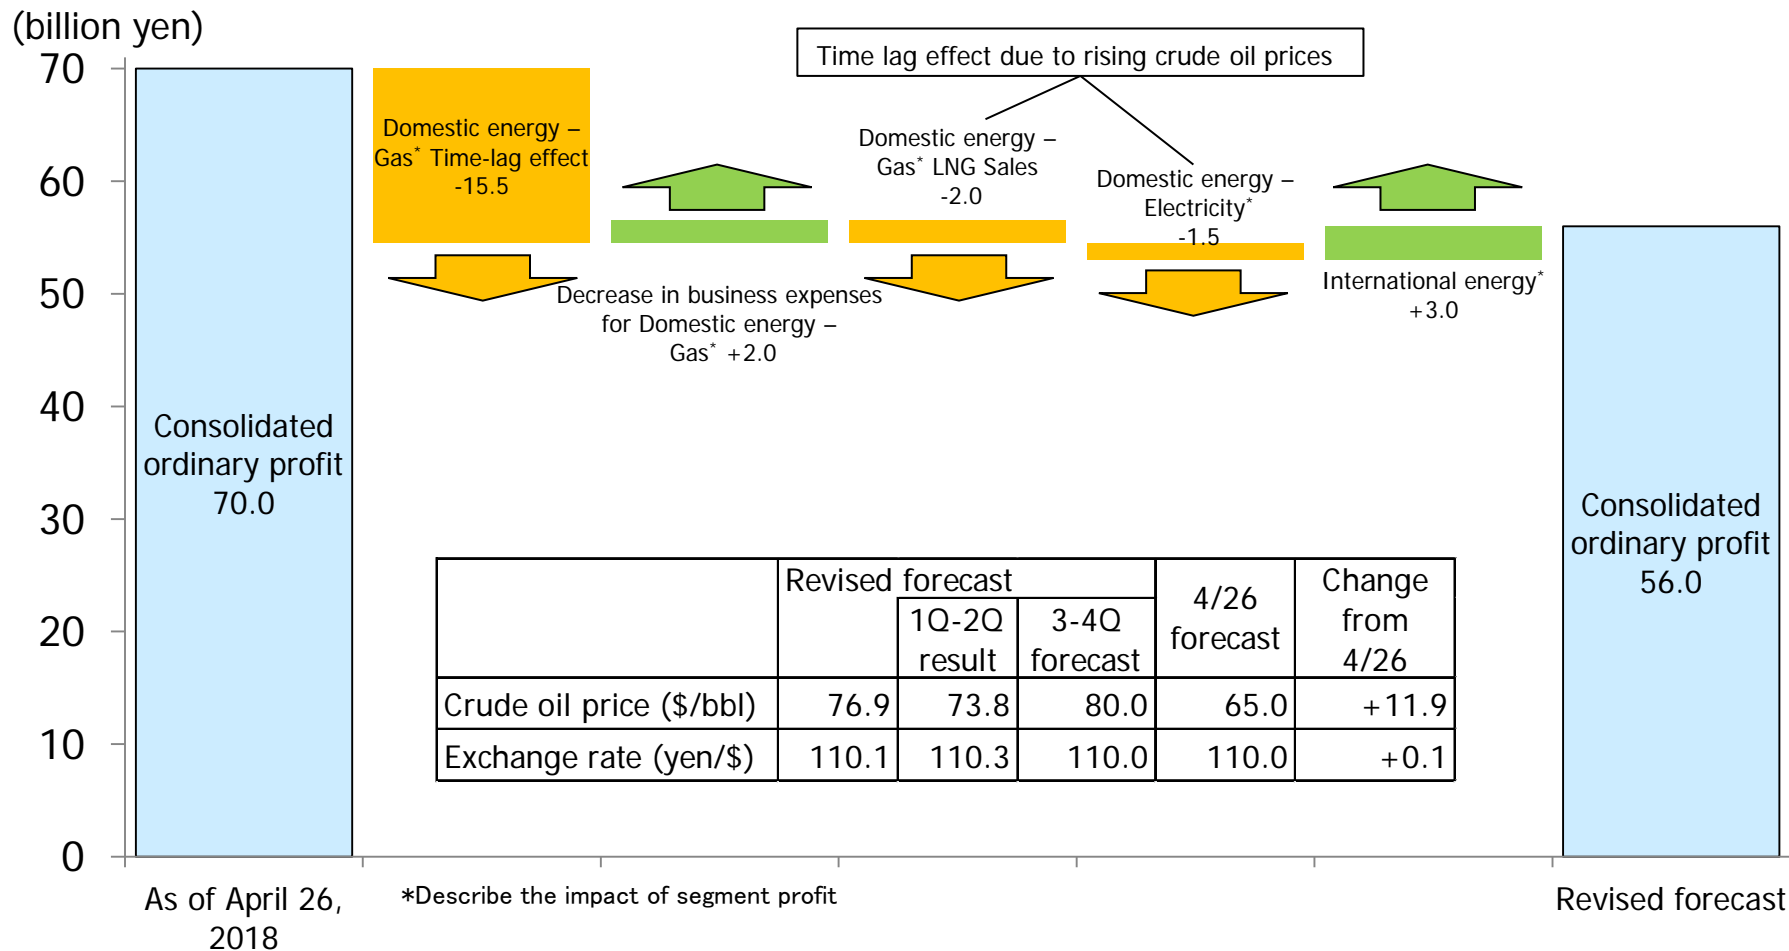 (billion yen)
70
60
50
40
30
20
10
0
Time lag effect due to rising crude oil prices
Consolidated
ordinary profit
70.0
Domestic energy –
Gas* Time-lag effect
-15.5
Decrease in business expenses
for Domestic energy –
Gas* +2.0
Domestic energy –
Gas* LNG Sales
-2.0
Domestic energy –
Electricity*
-1.5
International energy*
+3.0
Consolidated
ordinary profit
56.0
Revised forecast
1Q-2Q
result
3-4Q
forecast
4/26
forecast
Change
from
4/26
Crude oil price ($/bbl) 76.9 73.8 80.0 65.0 +11.9
Exchange rate (yen/$) 110.1 110.3 110.0 110.0 +0.1
As of April 26,
2018
*Describe the impact of segment profit
Revised forecast